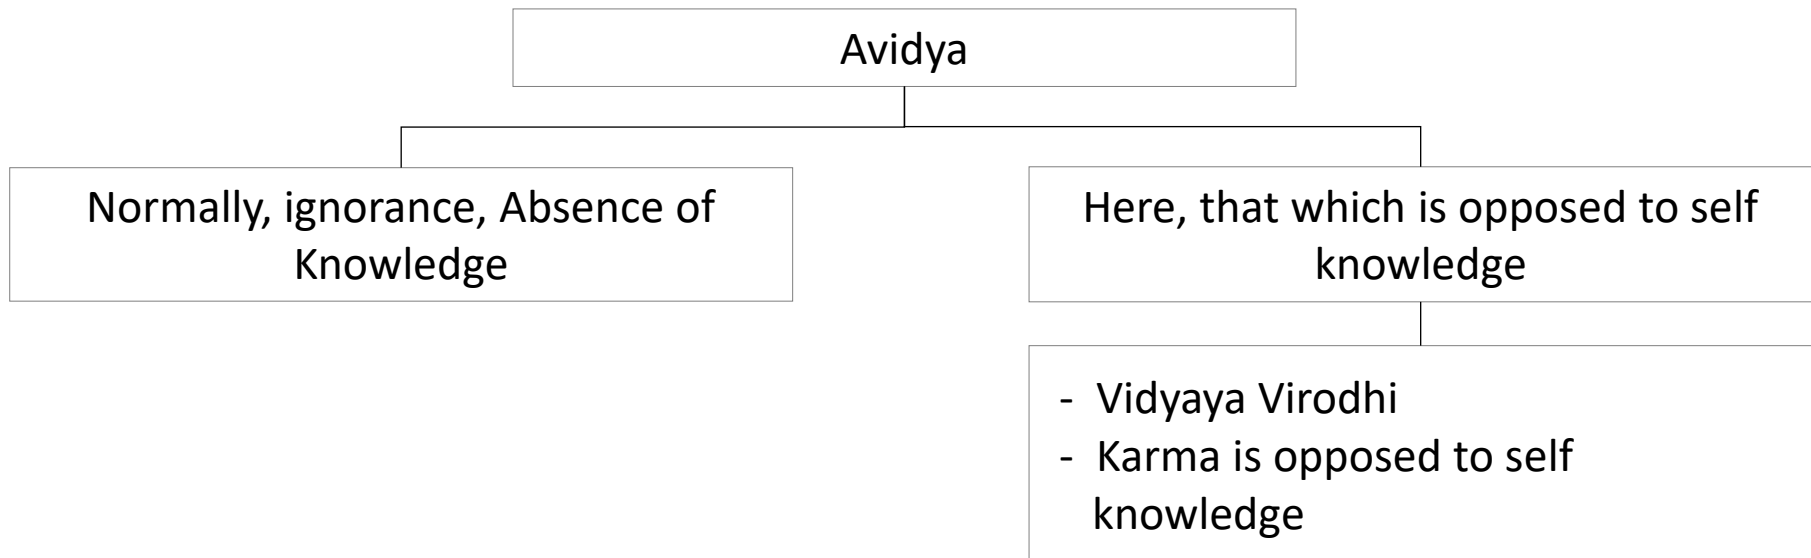 Avidya
Normally, ignorance, Absence of
Knowledge
Here, that which is opposed to self
knowledge
- Vidyaya Virodhi
- Karma is opposed to self
knowledge